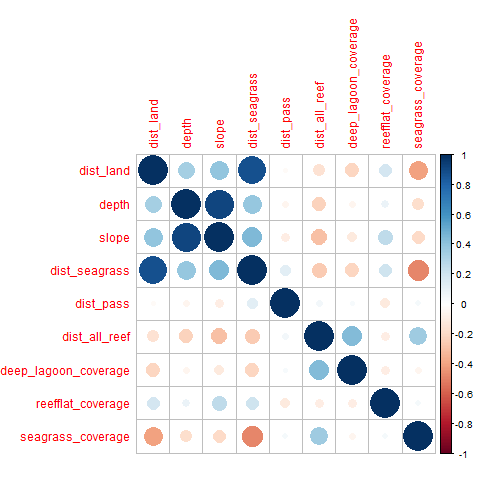 dist_land
depth
slope
dist_seagrass
dist_pass
dist_all_reef
deep_lagoon_coverage
reefflat_coverage
seagrass_coverage
dist_land
depth
slope
dist_seagrass
dist_pass
dist_all_reef
deep_lagoon_coverage
reefflat_coverage
seagrass_coverage
1
0.8
0.6
0.4
0.2
0
-0.2
-0.4
-0.6
-0.8
-1